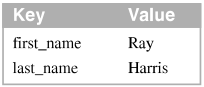 Key Value
first_name Ray
last_name Harris